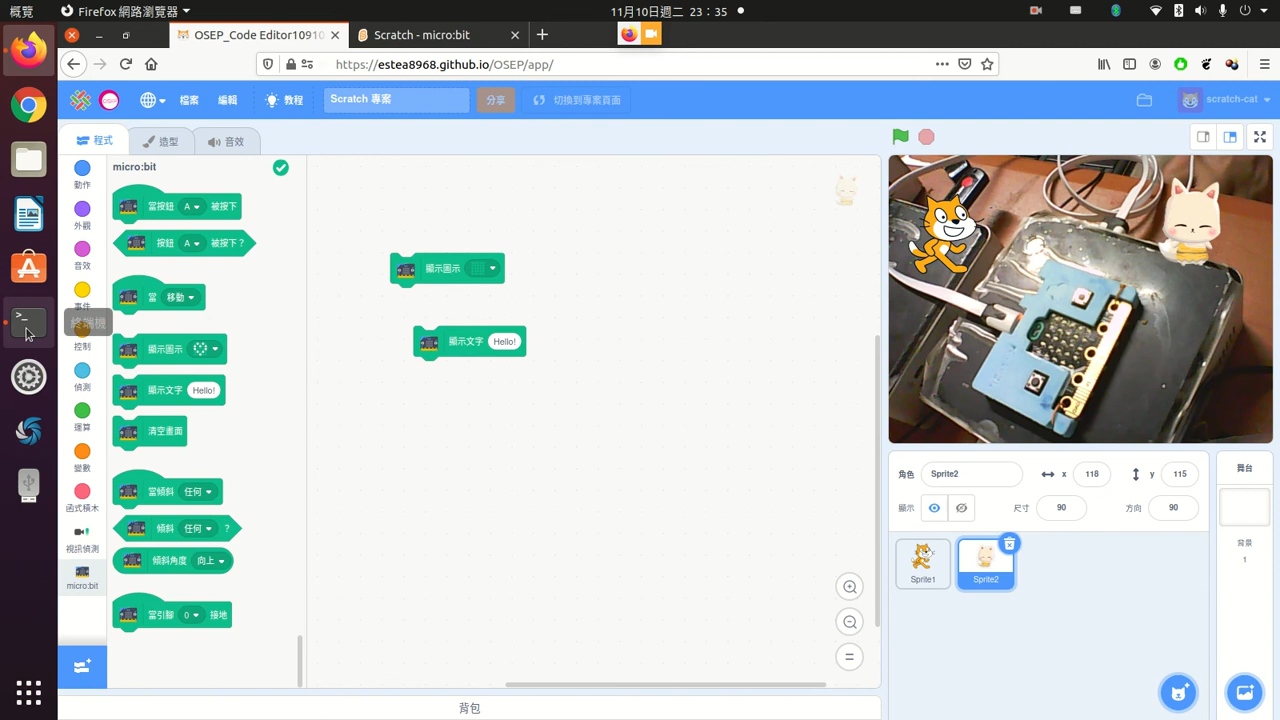 概覽
Firefox 網路瀏覽器
11月10日週二 23：35
OSEP_Code Editor10910
Scratch - micro:bit
https://estea8968.github.io/OSEP/app/
OSEP
檔案
編輯
教程
Scratch 專案
分享
切換到專案頁面
scratch-cat
程式
造型
音效
動作
外觀
音效
事件
控制
偵測
運算
變數
函式積木
視訊偵測
micro:bit
終端機
micro:bit
當按鈕 A 被按下
按鈕 A 被按下？
當 移動
顯示圖示
顯示文字 Hello!
清空畫面
當傾斜 任何
傾斜 任何 ？
傾斜角度 向上
當引腳 0 接地
顯示圖示
顯示文字 Hello!
背包
角色 Sprite2 x 118 y 115
顯示 尺寸 90 方向 90
Sprite1
Sprite2
舞台
背景
1